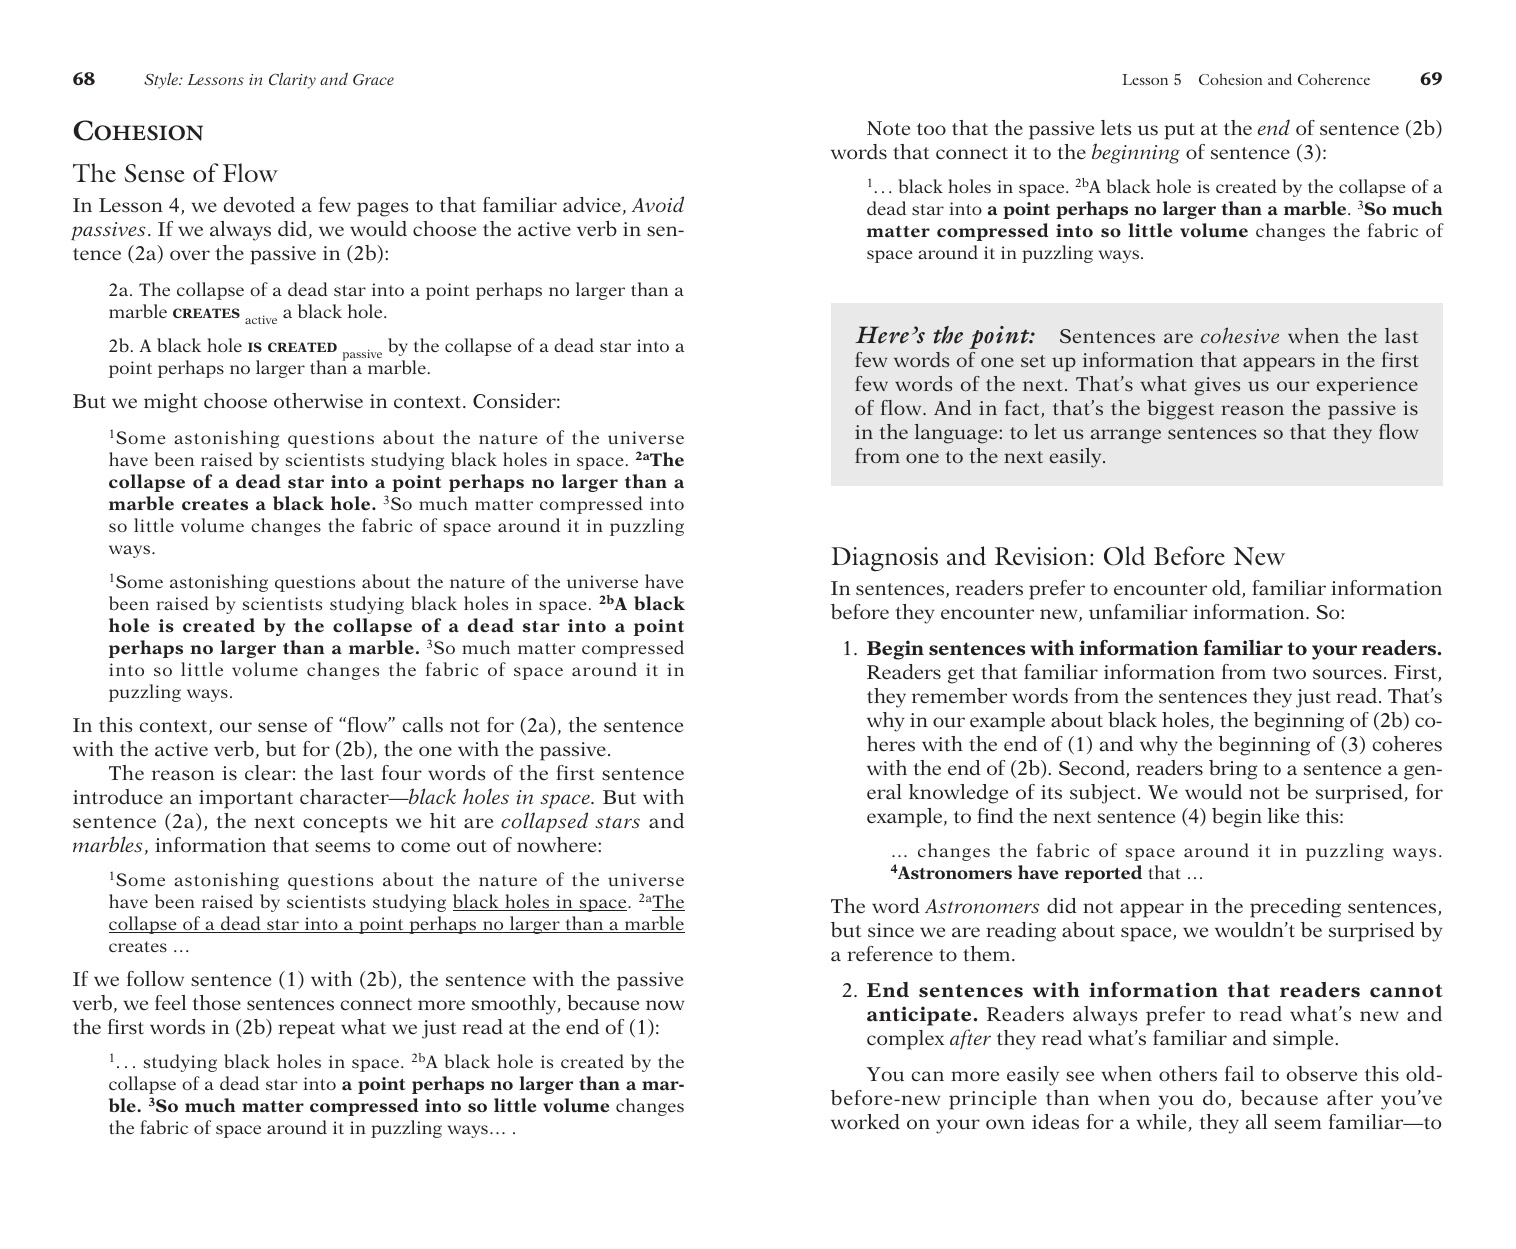 68 Style: Lessons in Clarity and Grace
COHESION
The Sense of Flow
In Lesson 4, we devoted a few pages to that familiar advice, Avoid
passives. If we always did, we would choose the active verb in sen-
tence (2a) over the passive in (2b):
2a. The collapse of a dead star into a point perhaps no larger than a
marble CREATES active a black hole.
2b. A black hole IS CREATED passive by the collapse of a dead star into a
point perhaps no larger than a marble.
But we might choose otherwise in context. Consider:
1Some astonishing questions about the nature of the universe
have been raised by scientists studying black holes in space. 2aThe
collapse of a dead star into a point perhaps no larger than a
marble creates a black hole. 3So much matter compressed into
so little volume changes the fabric of space around it in puzzling
ways.
1Some astonishing questions about the nature of the universe have
been raised by scientists studying black holes in space. 2bA black
hole is created by the collapse of a dead star into a point
perhaps no larger than a marble. 3So much matter compressed
into so little volume changes the fabric of space around it in
puzzling ways.
In this context, our sense of “flow” calls not for (2a), the sentence
with the active verb, but for (2b), the one with the passive.
The reason is clear: the last four words of the first sentence
introduce an important character—black holes in space. But with
sentence (2a), the next concepts we hit are collapsed stars and
marbles, information that seems to come out of nowhere:
1Some astonishing questions about the nature of the universe
have been raised by scientists studying black holes in space. 2aThe
collapse of a dead star into a point perhaps no larger than a marble
creates …
If we follow sentence (1) with (2b), the sentence with the passive
verb, we feel those sentences connect more smoothly, because now
the first words in (2b) repeat what we just read at the end of (1):
1… studying black holes in space. 2bA black hole is created by the
collapse of a dead star into a point perhaps no larger than a mar-
ble. 3So much matter compressed into so little volume changes
the fabric of space around it in puzzling ways… .
Lesson 5 Cohesion and Coherence 69
Note too that the passive lets us put at the end of sentence (2b)
words that connect it to the beginning of sentence (3):
1… black holes in space. 2bA black hole is created by the collapse of a
dead star into a point perhaps no larger than a marble. 3So much
matter compressed into so little volume changes the fabric of
space around it in puzzling ways.
Here’s the point: Sentences are cohesive when the last
few words of one set up information that appears in the first
few words of the next. That’s what gives us our experience
of flow. And in fact, that’s the biggest reason the passive is
in the language: to let us arrange sentences so that they flow
from one to the next easily.
Diagnosis and Revision: Old Before New
In sentences, readers prefer to encounter old, familiar information
before they encounter new, unfamiliar information. So:
1. Begin sentences with information familiar to your readers.
Readers get that familiar information from two sources. First,
they remember words from the sentences they just read. That’s
why in our example about black holes, the beginning of (2b) co-
heres with the end of (1) and why the beginning of (3) coheres
with the end of (2b). Second, readers bring to a sentence a gen-
eral knowledge of its subject. We would not be surprised, for
example, to find the next sentence (4) begin like this:
… changes the fabric of space around it in puzzling ways.
4Astronomers have reported that …
The word Astronomers did not appear in the preceding sentences,
but since we are reading about space, we wouldn’t be surprised by
a reference to them.
2. End sentences with information that readers cannot
anticipate. Readers always prefer to read what’s new and
complex after they read what’s familiar and simple.
You can more easily see when others fail to observe this old-
before-new principle than when you do, because after you’ve
worked on your own ideas for a while, they all seem familiar—to